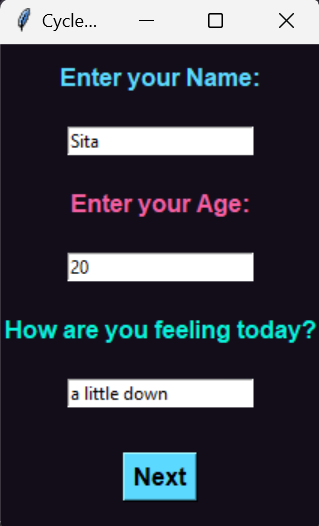 Cycle...
Enter your Name:
Sita
Enter your Age:
20
How are you feeling today?
a little down
Next